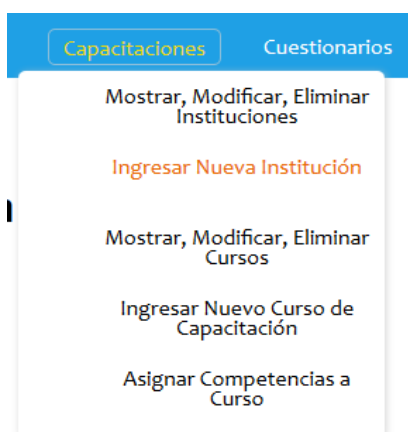 Capacitaciones
Cuestionarios
Mostrar, Modificar, Eliminar
Instituciones
Ingresar Nueva Institución
Mostrar, Modificar, Eliminar
Cursos
Ingresar Nuevo Curso de
Capacitación
Asignar Competencias a
Curso